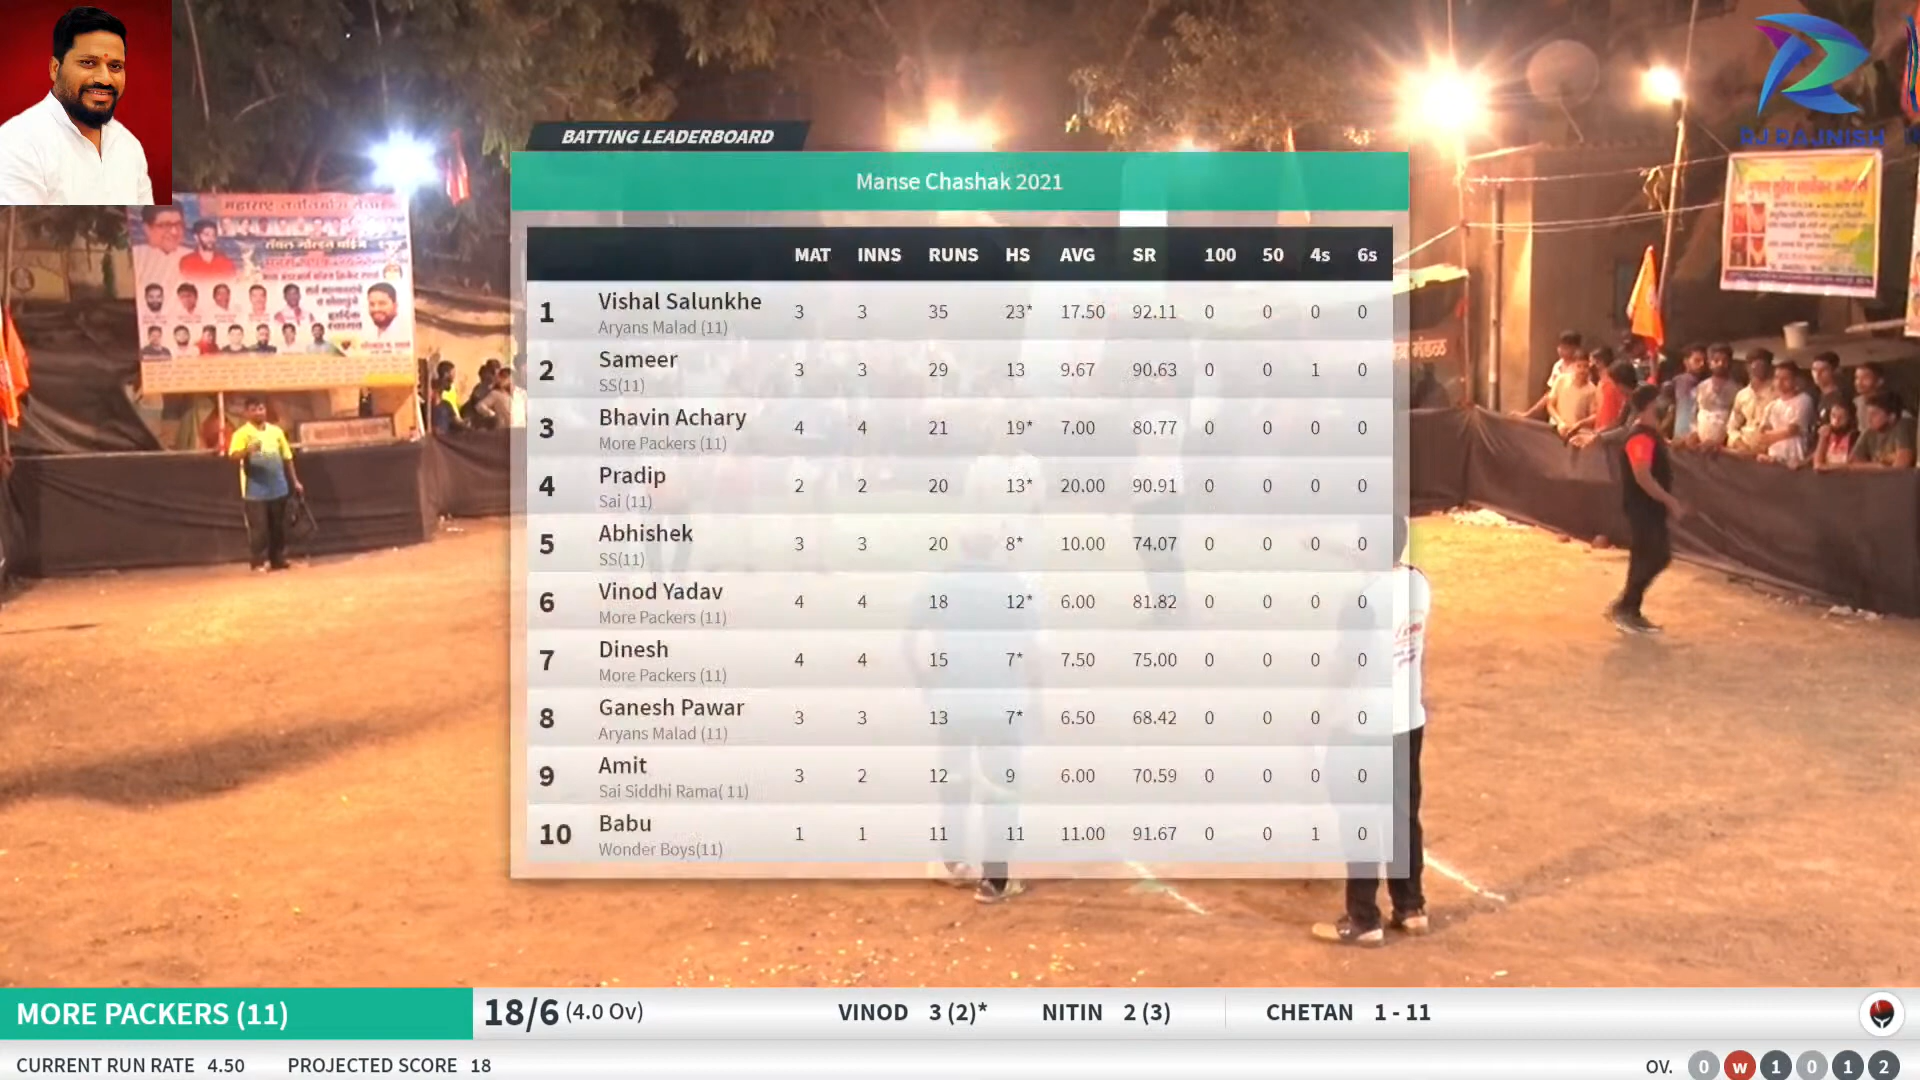 BATTING LEADERBOARD
Manse Chashak 2021
MAT INNS RUNS HS AVG SR 100 50 4s 6s
1 Vishal Salunkhe 3 3 35 23* 17.50 92.11 0 0 0 0
Aryans Malad (11)
2 Sameer 3 3 29 13 9.67 90.63 0 0 1 0
SS(11)
3 Bhavin Achary 4 4 21 19* 7.00 80.77 0 0 0 0
More Packers (11)
4 Pradip 2 2 20 13* 20.00 90.91 0 0 0 0
Sai (11)
5 Abhishek 3 3 20 8* 10.00 74.07 0 0 0 0
SS(11)
6 Vinod Yadav 4 4 18 12* 6.00 81.82 0 0 0 0
More Packers (11)
7 Dinesh 4 4 15 7* 7.50 75.00 0 0 0 0
More Packers (11)
8 Ganesh Pawar 3 3 13 7* 6.50 68.42 0 0 0 0
Aryans Malad (11)
9 Amit 3 2 12 9 6.00 70.59 0 0 0 0
Sai Siddhi Rama( 11)
10 Babu 1 1 11 11 11.00 91.67 0 0 1 0
Wonder Boys(11)
DJ RAJNISH
मंडळ
MORE PACKERS (11) 18/6 (4.0 Ov) VINOD 3 (2)* NITIN 2 (3) CHETAN 1 - 11
CURRENT RUN RATE 4.50 PROJECTED SCORE 18 OV. 0 w 1 0 1 2